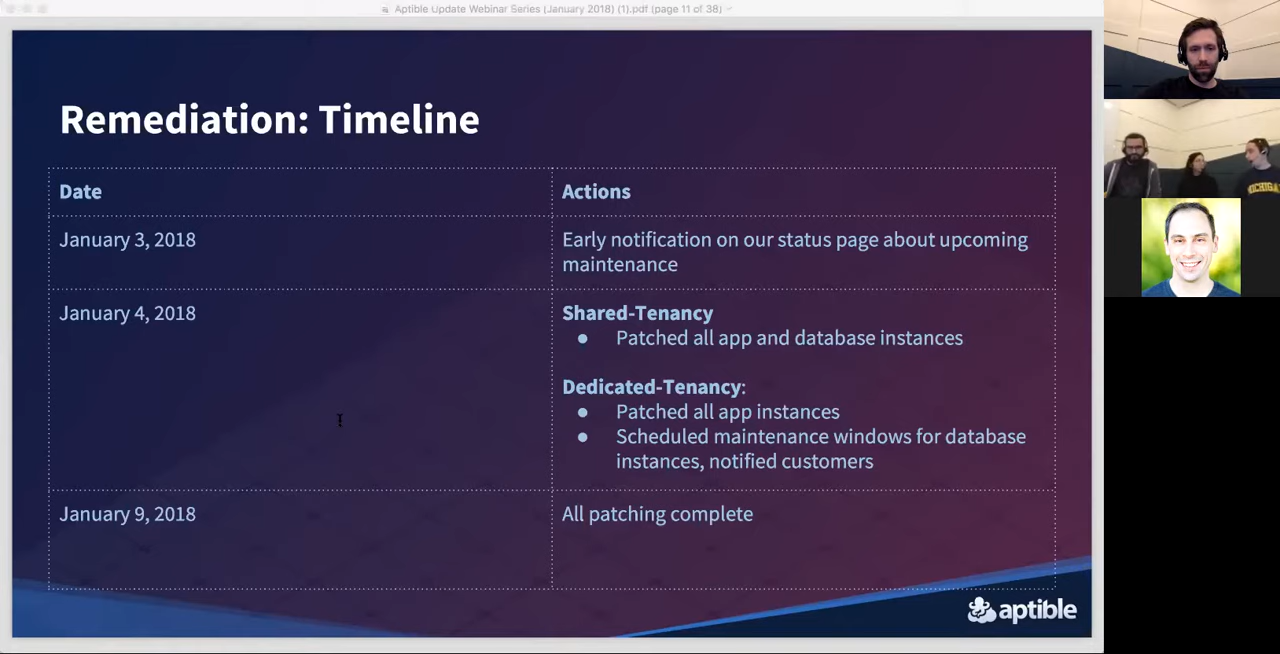 Aptible Update Webinar Series (January 2018) (1).pdf (page 11 of 38)
Remediation: Timeline
Date
Actions
January 3, 2018
Early notification on our status page about upcoming
maintenance
January 4, 2018
Shared-Tenancy
● Patched all app and database instances
Dedicated-Tenancy:
● Patched all app instances
● Scheduled maintenance windows for database
instances, notified customers
January 9, 2018
All patching complete
aptible
MICHIGAN